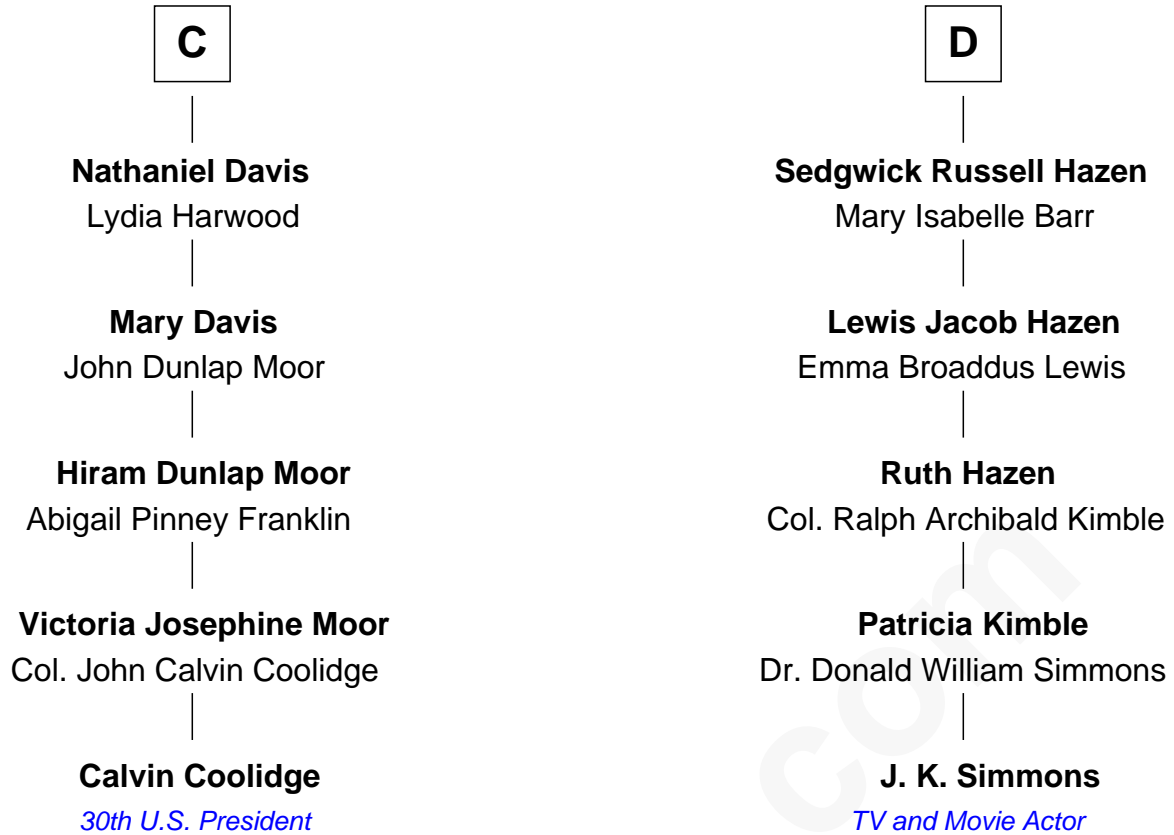 C
Nathaniel Davis
Lydia Harwood
Mary Davis
John Dunlap Moor
Hiram Dunlap Moor
Abigail Pinney Franklin
Victoria Josephine Moor
Col. John Calvin Coolidge
Calvin Coolidge
30th U.S. President
D
Sedgwick Russell Hazen
Mary Isabelle Barr
Lewis Jacob Hazen
Emma Broaddus Lewis
Ruth Hazen
Col. Ralph Archibald Kimble
Patricia Kimble
Dr. Donald William Simmons
J. K. Simmons
TV and Movie Actor
com